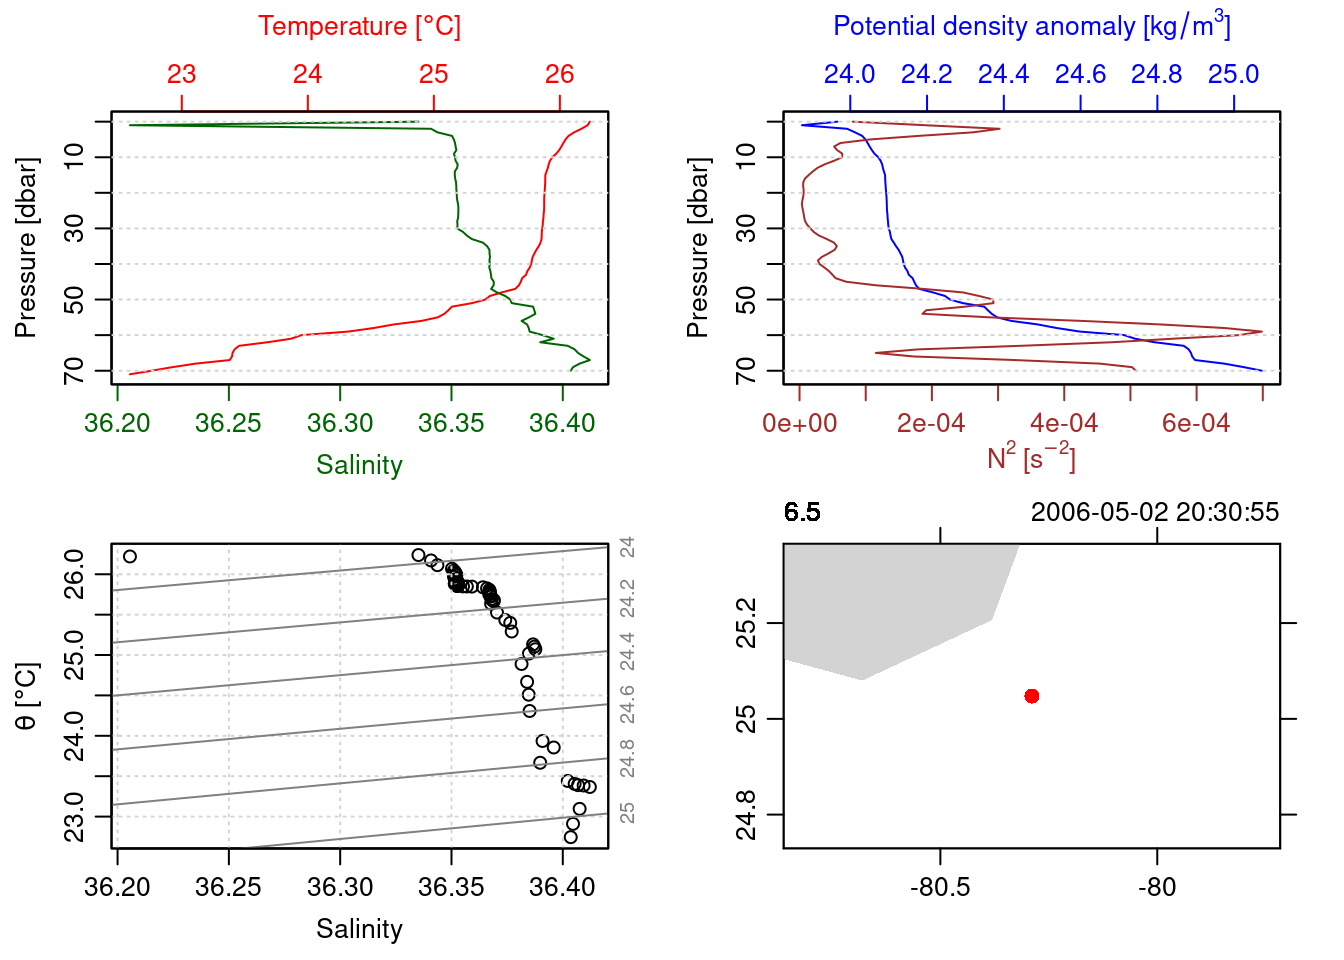 Temperature [°C]
23 24 25 26
Pressure [dbar]
10 30 50 70
36.20 36.25 36.30 36.35 36.40
Salinity
Potential density anomaly [kg/m³]
24.0 24.2 24.4 24.6 24.8 25.0
Pressure [dbar]
10 30 50 70
0e+00 2e-04 4e-04 6e-04
N² [s⁻²]
θ [°C]
26.0 25.0 24.0 23.0
24 24.2 24.4 24.6 24.8 25
36.20 36.25 36.30 36.35 36.40
Salinity
6.5 2006-05-02 20:30:55
25.2 25 24.8
-80.5 -80